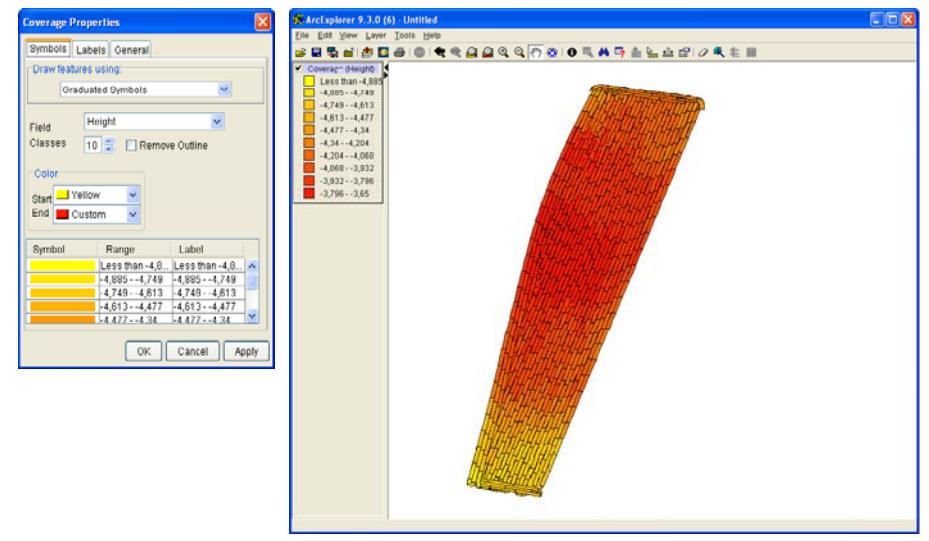 Coverage Properties
Symbols Labels General
Draw features using:
Graduated Symbols
Field Height
Classes 10 Remove Outline
Color
Start Yellow
End Custom
Symbol Range Label
Less than -4,8... Less than -4,8...
-4,885 - -4,749 -4,885 - -4,749
-4,749 - -4,613 -4,749 - -4,613
-4,613 - -4,477 -4,613 - -4,477
-4,477 - -4,34 -4,477 - -4,34
OK Cancel Apply
ArcExplorer 9.3.0 (6) - Untitled
File Edit View Layer Tools Help
(Height)
Less than -4,885
-4,885 - -4,749
-4,749 - -4,613
-4,613 - -4,477
-4,477 - -4,34
-4,34 - -4,204
-4,204 - -4,068
-4,068 - -3,932
-3,932 - -3,796
-3,796 - -3,65